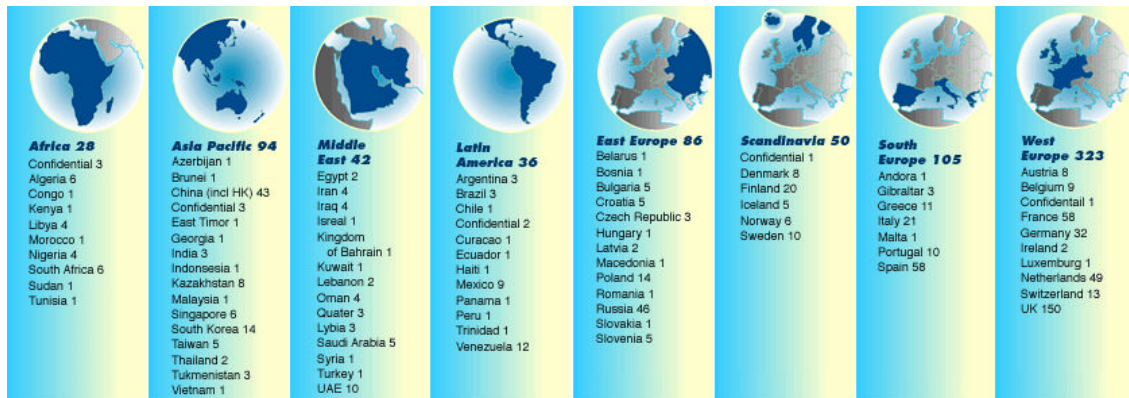 Africa 28
Confidential 3
Algeria 6
Congo 1
Kenya 1
Libya 4
Morocco 1
Nigeria 4
South Africa 6
Sudan 1
Tunisia 1
Asia Pacific 94
Azerbijan 1
Brunei 1
China (incl HK) 43
Confidential 3
East Timor 1
Georgia 1
India 3
Indonsesia 1
Kazakhstan 8
Malaysia 1
Singapore 6
South Korea 14
Taiwan 5
Thailand 2
Tukmenistan 3
Vietnam 1
Middle
East 42
Egypt 2
Iran 4
Iraq 4
Isreal 1
Kingdom
of Bahrain 1
Kuwait 1
Lebanon 2
Oman 4
Quater 3
Lybia 3
Saudi Arabia 5
Syria 1
Turkey 1
UAE 10
Latin
America 36
Argentina 3
Brazil 3
Chile 1
Confidential 2
Curacao 1
Ecuador 1
Haiti 1
Mexico 9
Panama 1
Peru 1
Trinidad 1
Venezuela 12
East Europe 86
Belarus 1
Bosnia 1
Bulgaria 5
Croatia 5
Czech Republic 3
Hungary 1
Latvia 2
Macedonia 1
Poland 14
Romania 1
Russia 46
Slovakia 1
Slovenia 5
Scandinavia 50
Confidential 1
Denmark 8
Finland 20
Iceland 5
Norway 6
Sweden 10
South
Europe 105
Andora 1
Gibraltar 3
Greece 11
Italy 21
Malta 1
Portugal 10
Spain 58
West
Europe 323
Austria 8
Belgium 9
Confidentail 1
France 58
Germany 32
Ireland 2
Luxemburg 1
Netherlands 49
Switzerland 13
UK 150